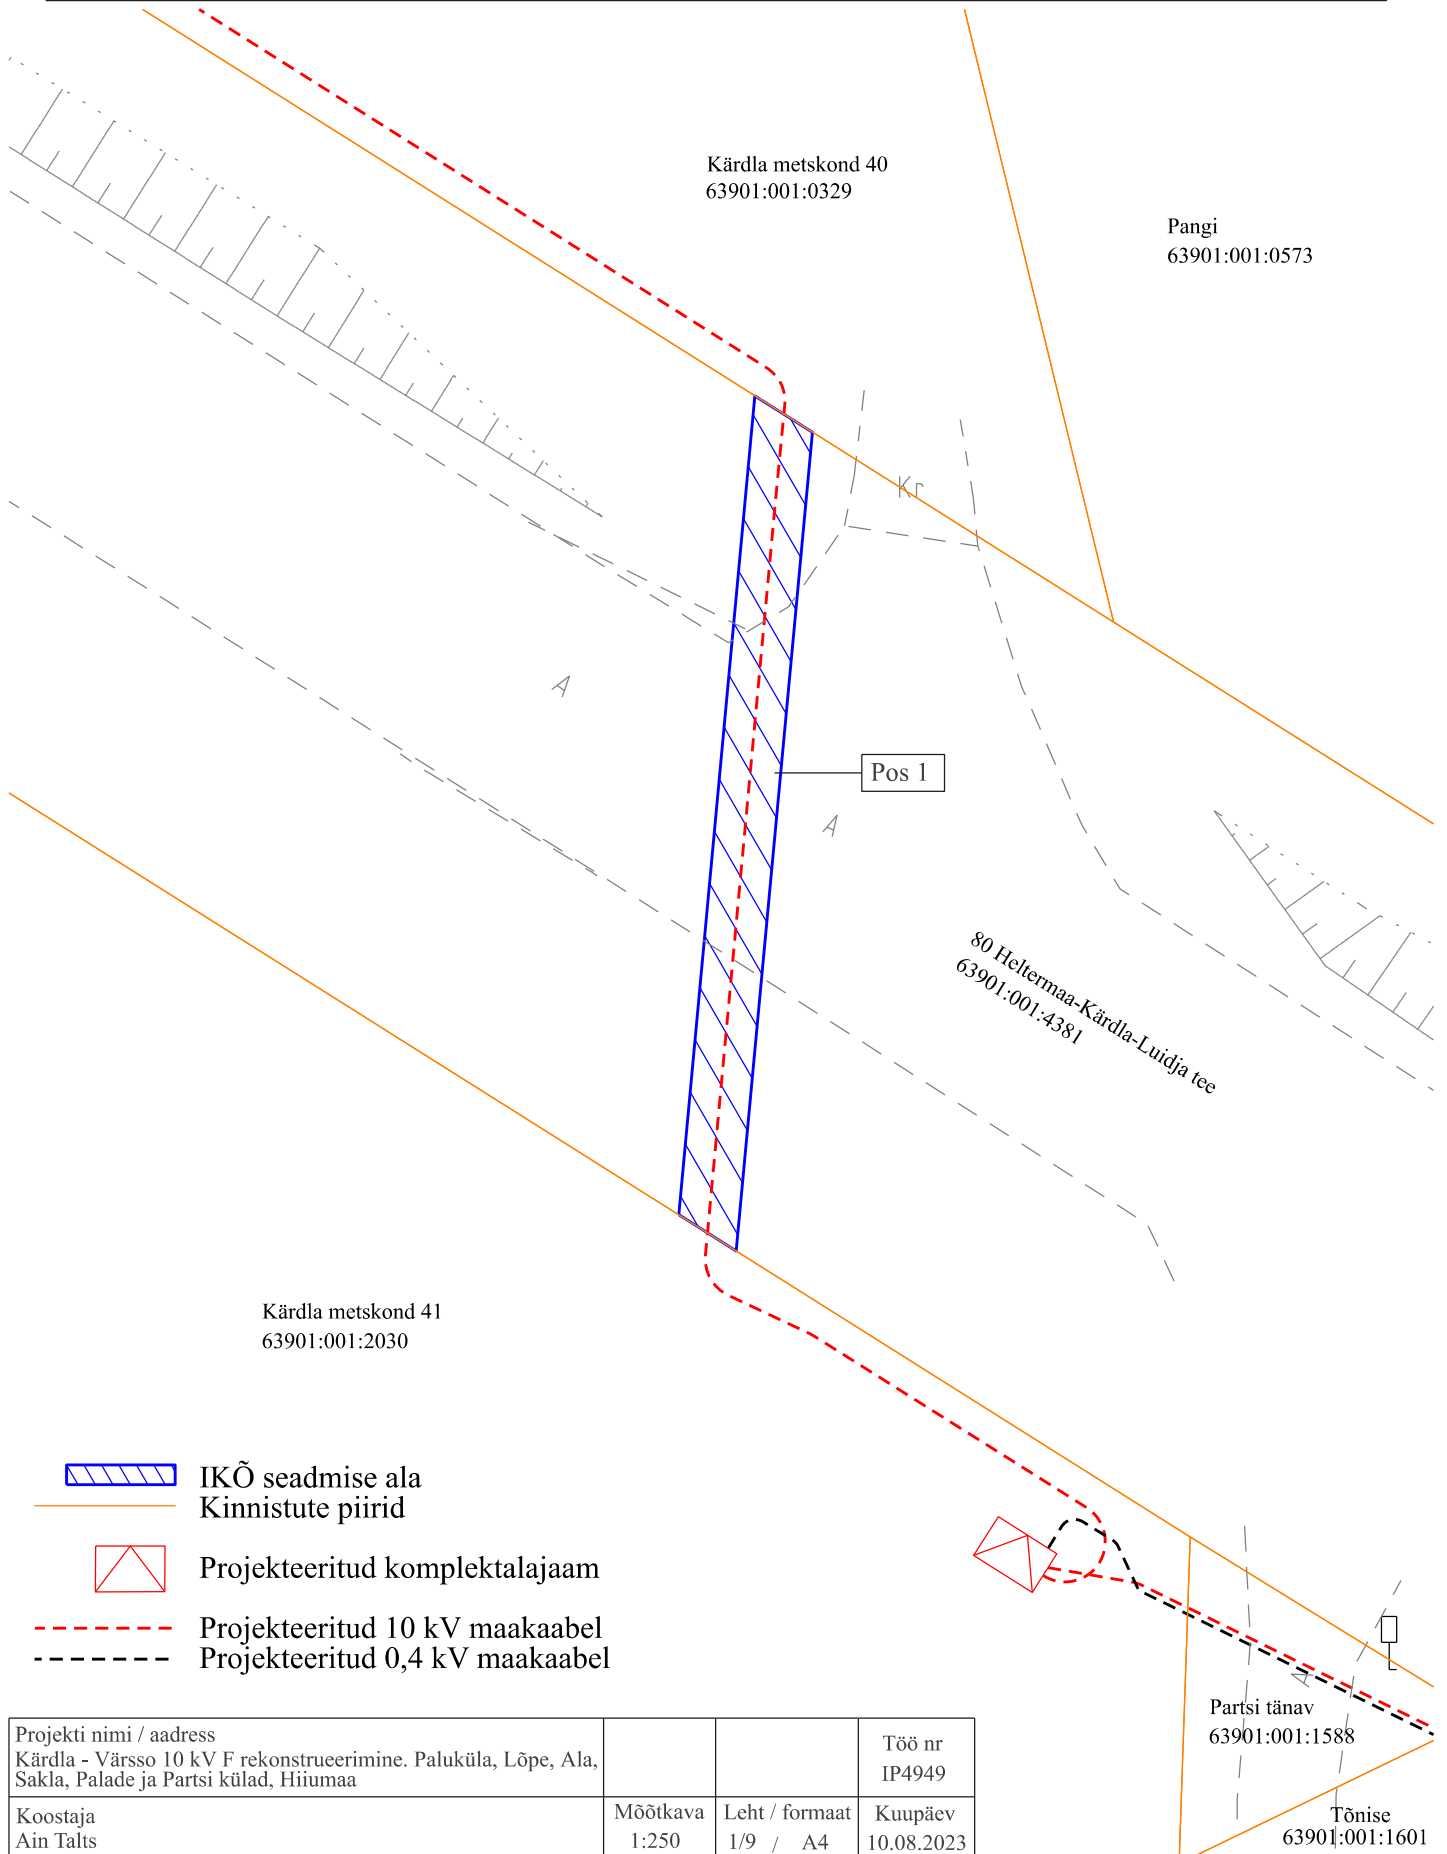 Kärdla metskond 40
63901:001:0329
Pangi
63901:001:0573
Kr
A
Pos 1
A
80 Heltermaa-Kärdla-Luidja tee
63901:001:4381
Kärdla metskond 41
63901:001:2030
IKÕ seadmise ala
Kinnistute piirid
Projekteeritud komplektalajaam
Projekteeritud 10 kV maakaabel
Projekteeritud 0,4 kV maakaabel
A
Partsi tänav
63901:001:1588
Tõnise
63901:001:1601
Projekti nimi / aadress
Kärdla - Värsso 10 kV F rekonstrueerimine. Paluküla, Lõpe, Ala,
Sakla, Palade ja Partsi külad, Hiiumaa
Töö nr
IP4949
Koostaja
Ain Talts
Mõõtkava
1:250
Leht / formaat
1/9 / A4
Kuupäev
10.08.2023